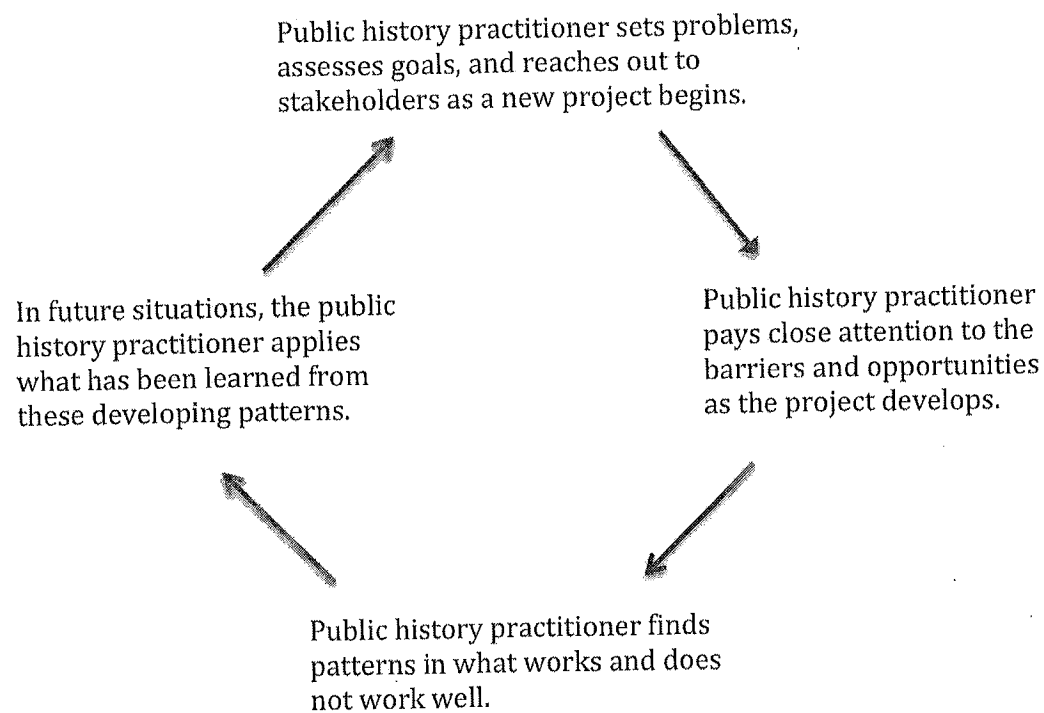 Public history practitioner sets problems,
assesses goals, and reaches out to
stakeholders as a new project begins.
Public history practitioner
pays close attention to the
barriers and opportunities
as the project develops.
Public history practitioner finds
patterns in what works and does
not work well.
In future situations, the public
history practitioner applies
what has been learned from
these developing patterns.